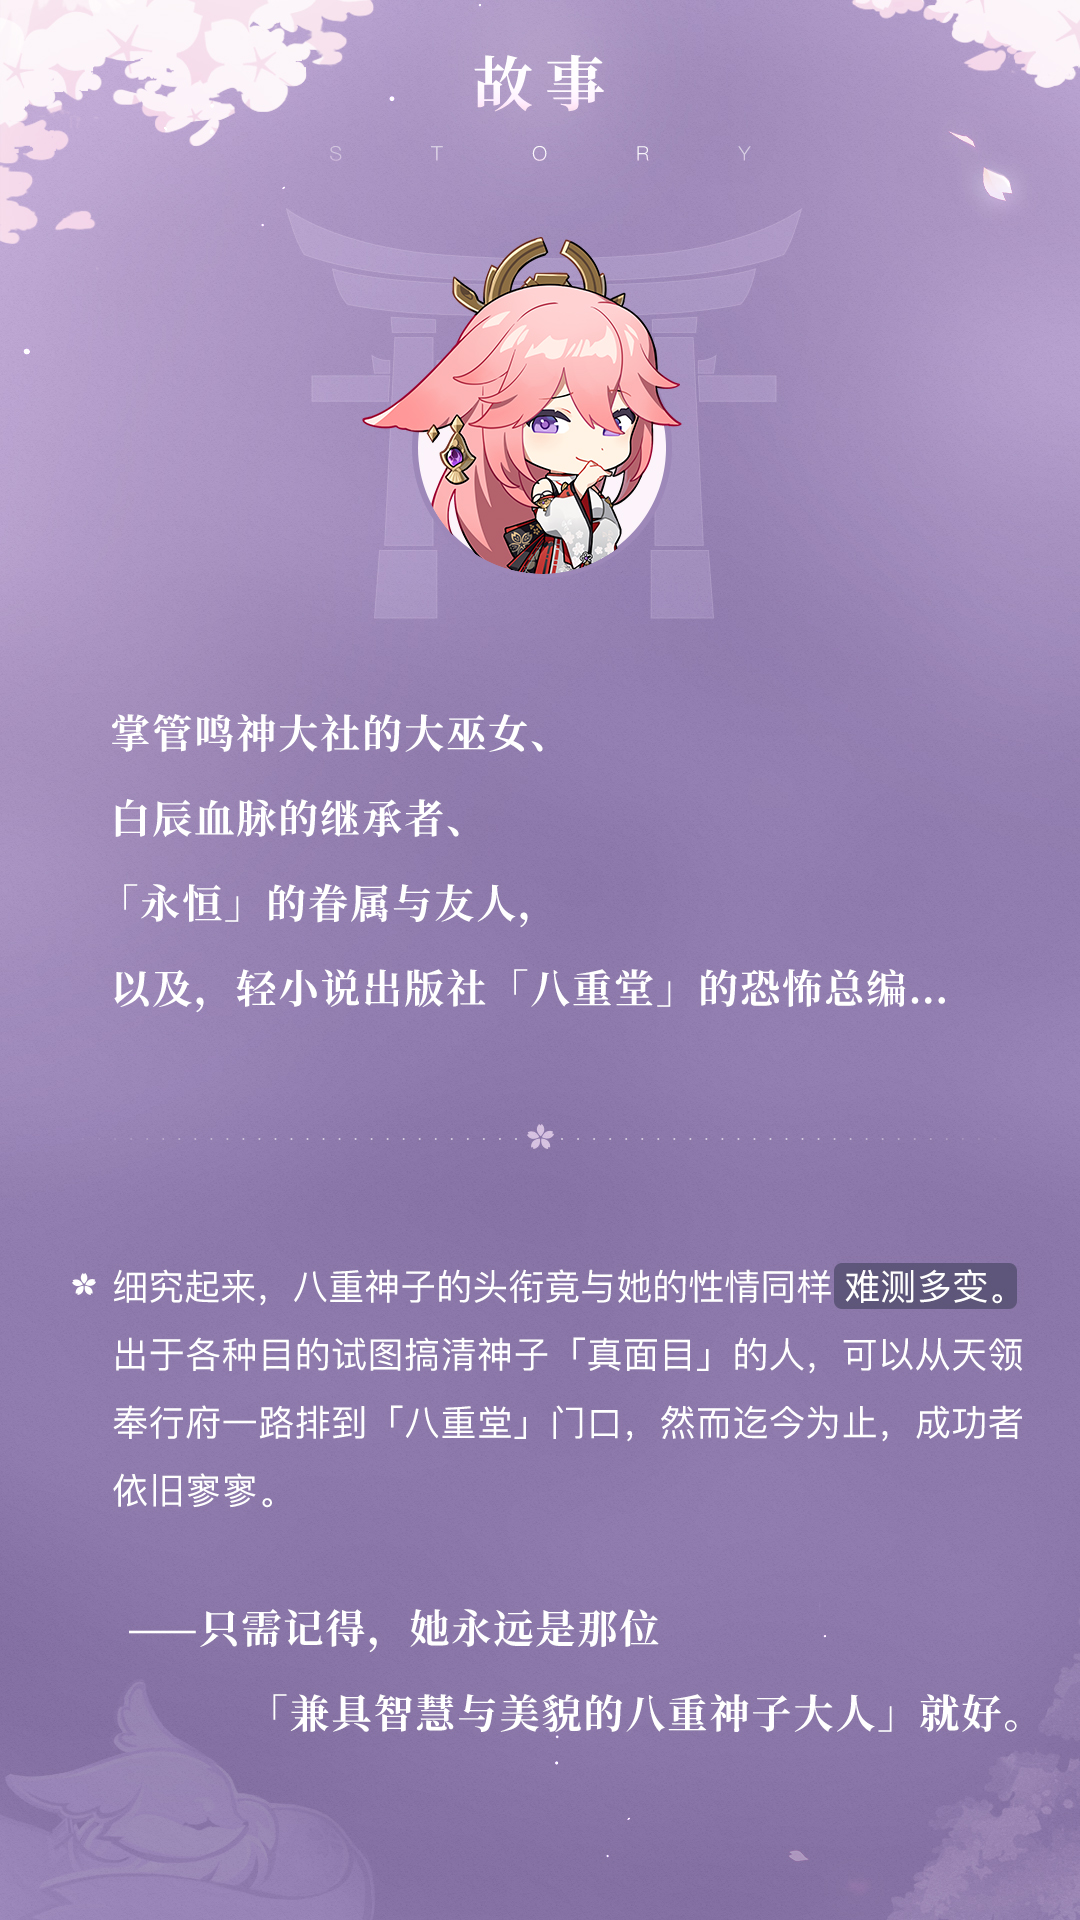 故事
STORY
掌管鸣神大社的大巫女、
白辰血脉的继承者、
「永恒」的眷属与友人，
以及，轻小说出版社「八重堂」的恐怖总编...
细究起来，八重神子的头衔竟与她的性情同样难测多变。
出于各种目的试图搞清神子「真面目」的人，可以从天领
奉行府一路排到「八重堂」门口，然而迄今为止，成功者
依旧寥寥。
——只需记得，她永远是那位
「兼具智慧与美貌的八重神子大人」就好。